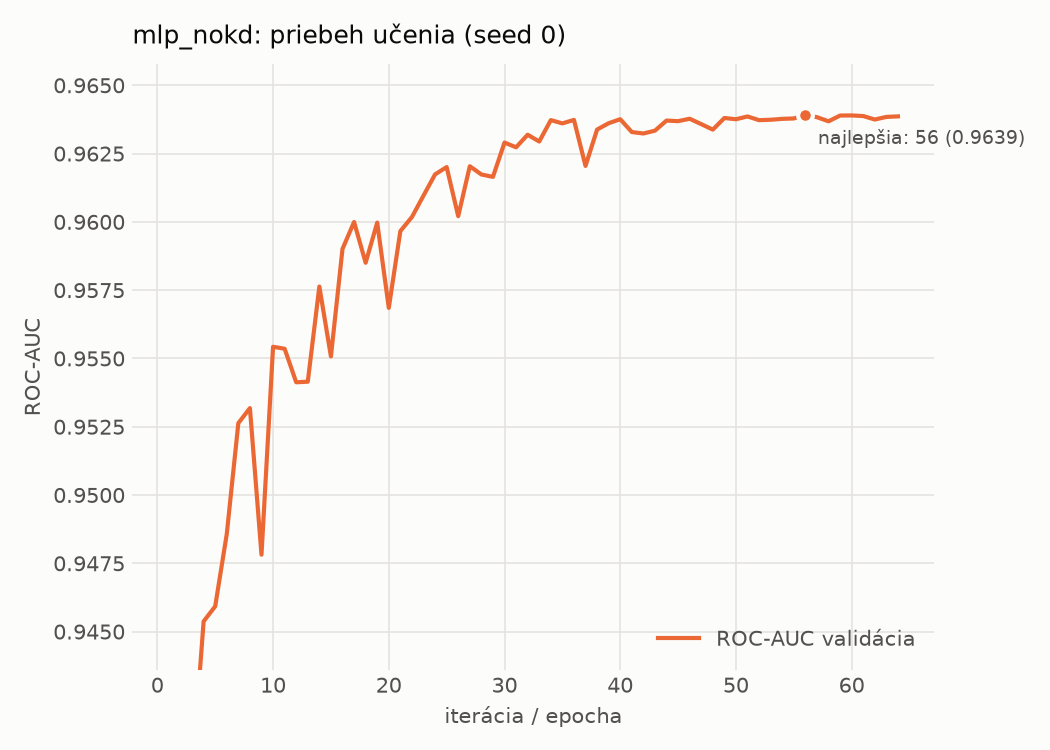 mlp_nokd: priebeh učenia (seed 0)
0.9650
0.9625
0.9600
0.9575
0.9550
0.9525
0.9500
0.9475
0.9450
ROC-AUC
najlepšia: 56 (0.9639)
ROC-AUC validácia
0 10 20 30 40 50 60
iterácia / epocha